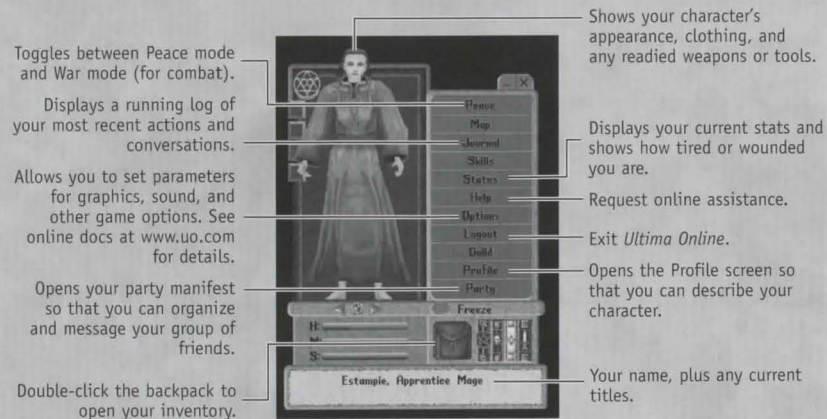 Toggles between Peace mode
and War mode (for combat).
Displays a running log of
your most recent actions and
conversations.
Allows you to set parameters
for graphics, sound, and
other game options. See
online docs at www.uo.com
for details.
Opens your party manifest
so that you can organize
and message your group of
friends.
Double-click the backpack to
open your inventory.
Peace
Map
Journal
Skills
Status
Help
Options
Logout
Guild
Profile
Party
Freeze
H:
M:
S:
Estampie, Apprentice Mage
Shows your character's
appearance, clothing, and
any readied weapons or tools.
Displays your current stats and
shows how tired or wounded
you are.
Request online assistance.
Exit Ultima Online.
Opens the Profile screen so
that you can describe your
character.
Your name, plus any current
titles.